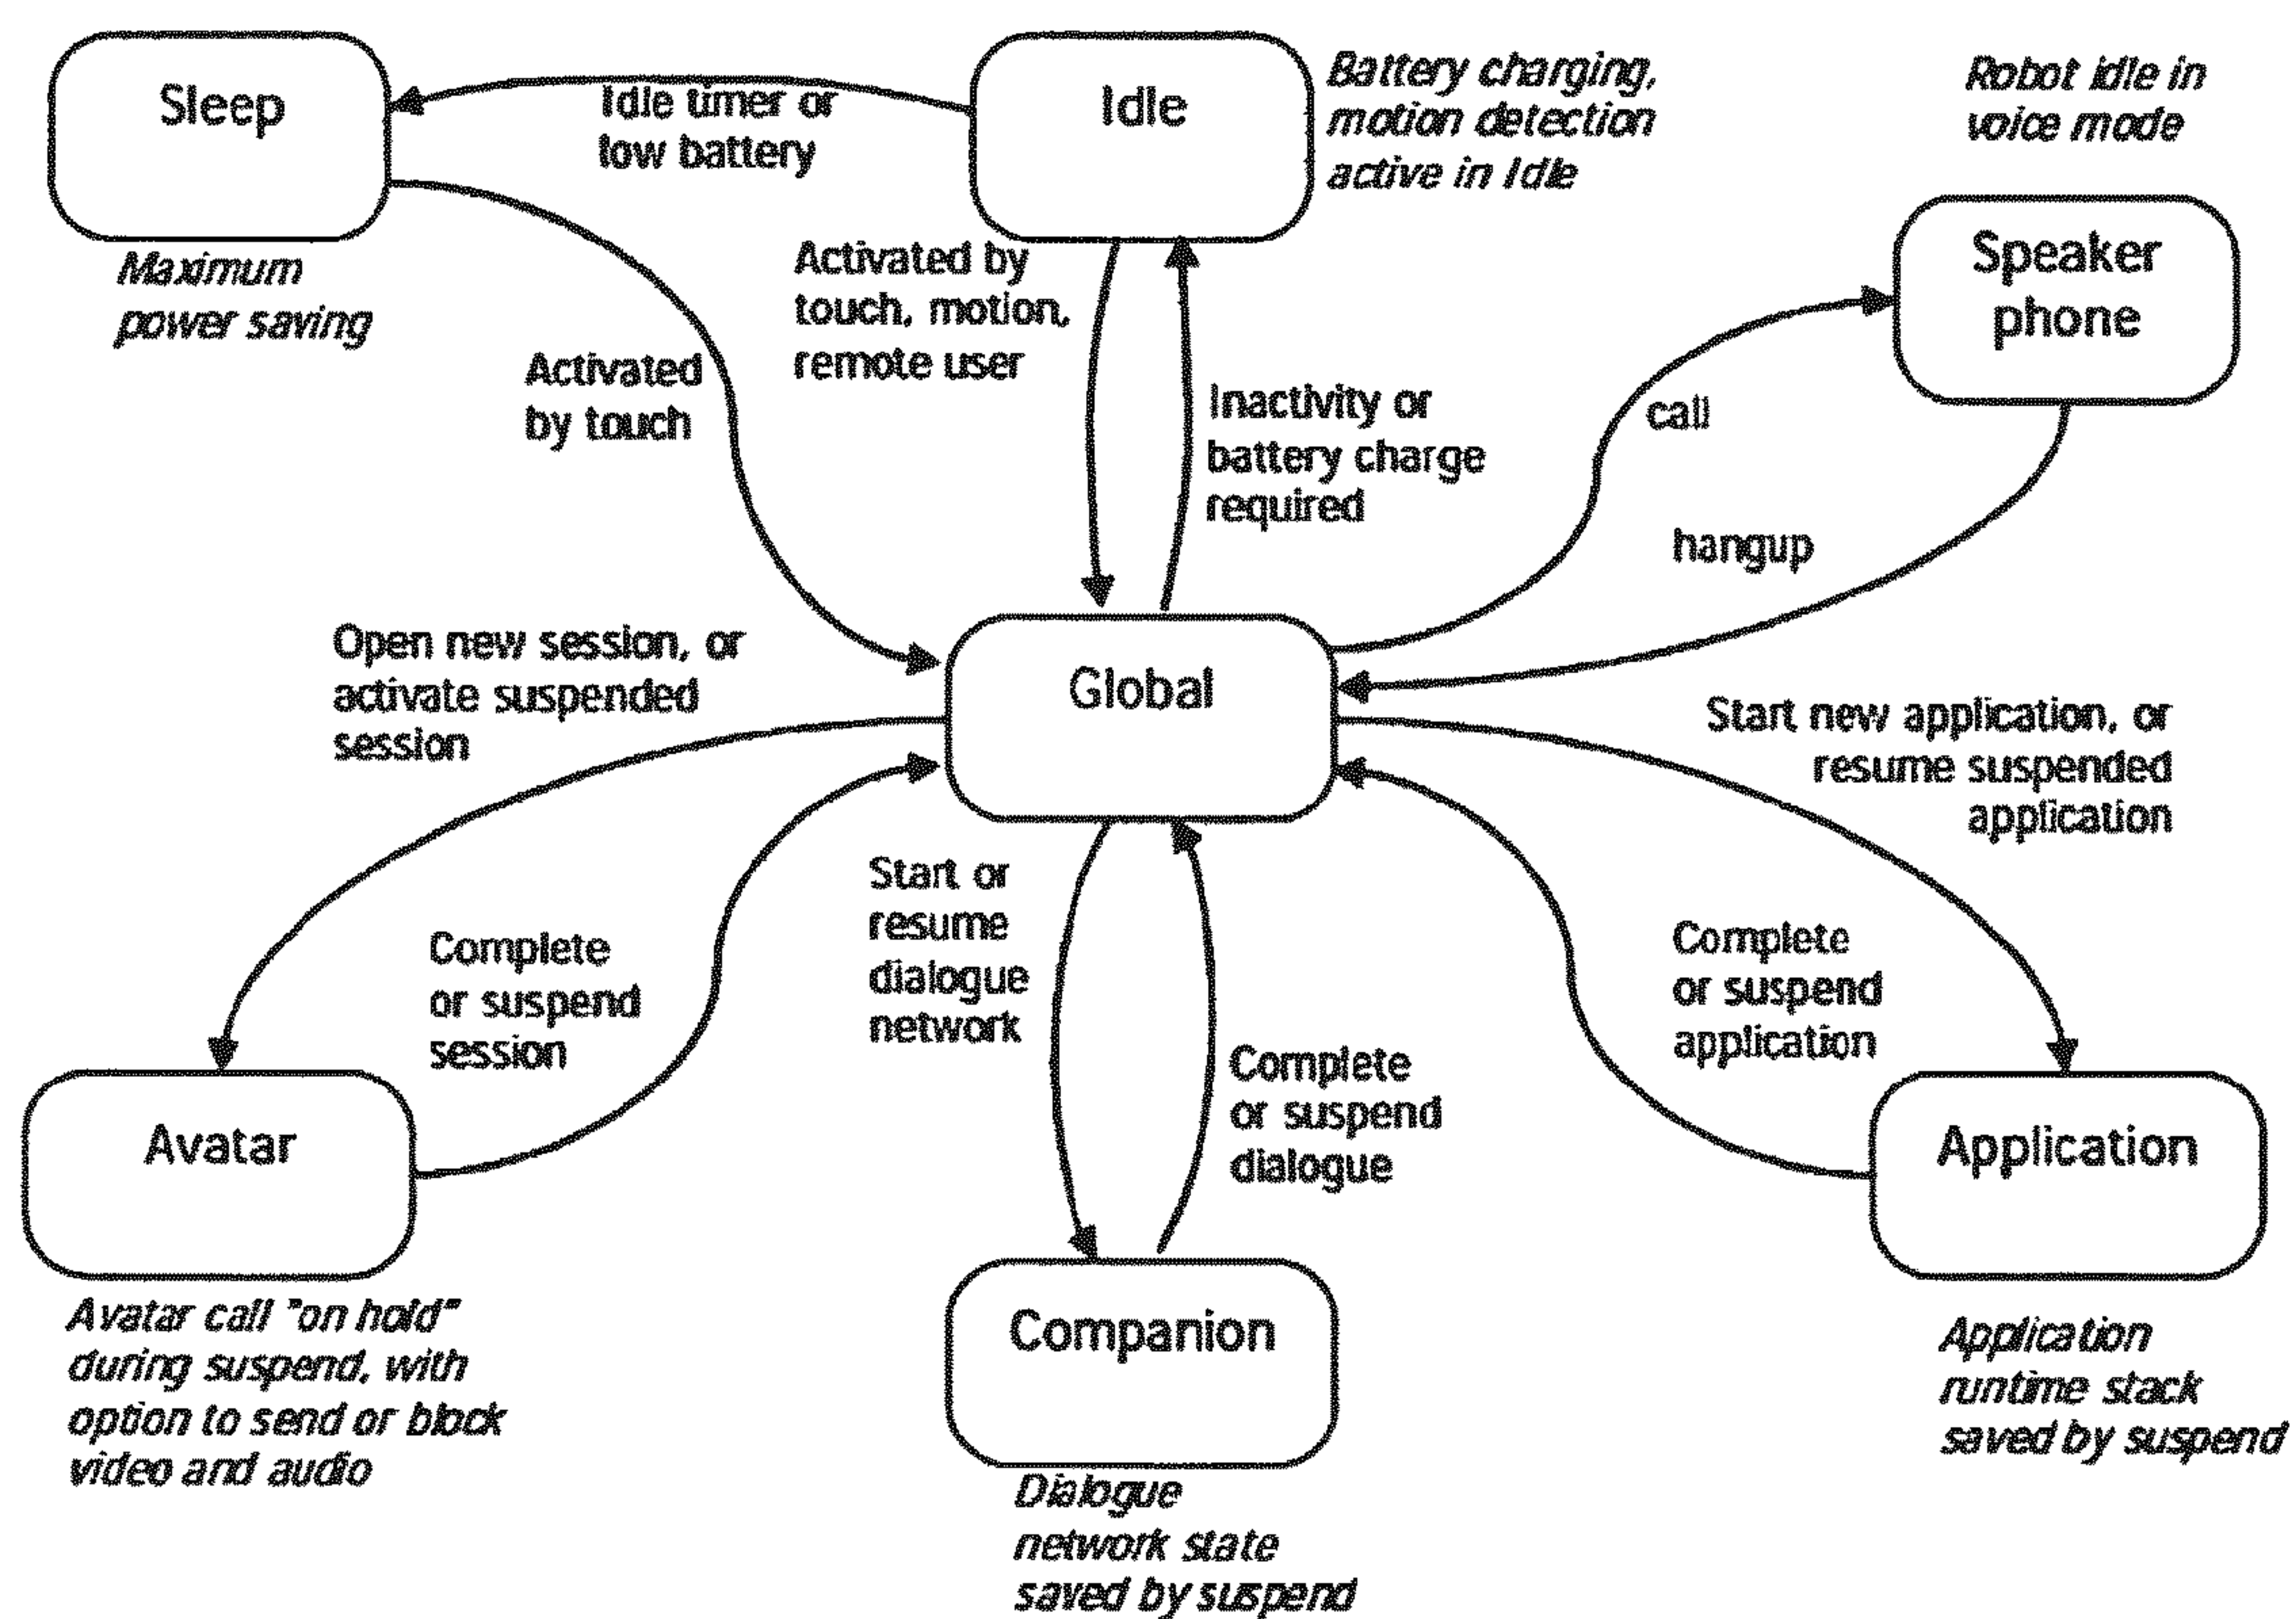 Sleep
Maximum
power saving
Idle timer or
low battery
Idle
Battery charging,
motion detection
active in Idle
Robot idle in
voice mode
Speaker
phone
Activated
by touch
Activated by
touch, motion,
remote user
Inactivity or
battery charge
required
call
hangup
Open new session, or
activate suspended
session
Global
Start new application, or
resume suspended
application
Complete
or suspend
session
Start or
resume
dialogue
network
Complete
or suspend
dialogue
Complete
or suspend
application
Avatar
Avatar call "on hold"
during suspend, with
option to send or block
video and audio
Companion
Dialogue
network state
saved by suspend
Application
Application
runtime stack
saved by suspend